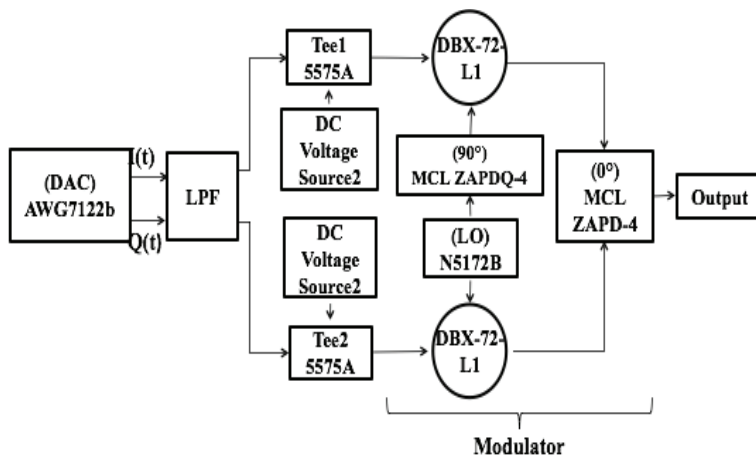 (DAC)
AWG7122b
I(t)
Q(t)
LPF
Tee1
5575A
DC
Voltage
Source2
DC
Voltage
Source2
Tee2
5575A
DBX-72-
L1
(90°)
MCL ZAPDQ-4
(LO)
N5172B
DBX-72-
L1
(0°)
MCL
ZAPD-4
Output
Modulator